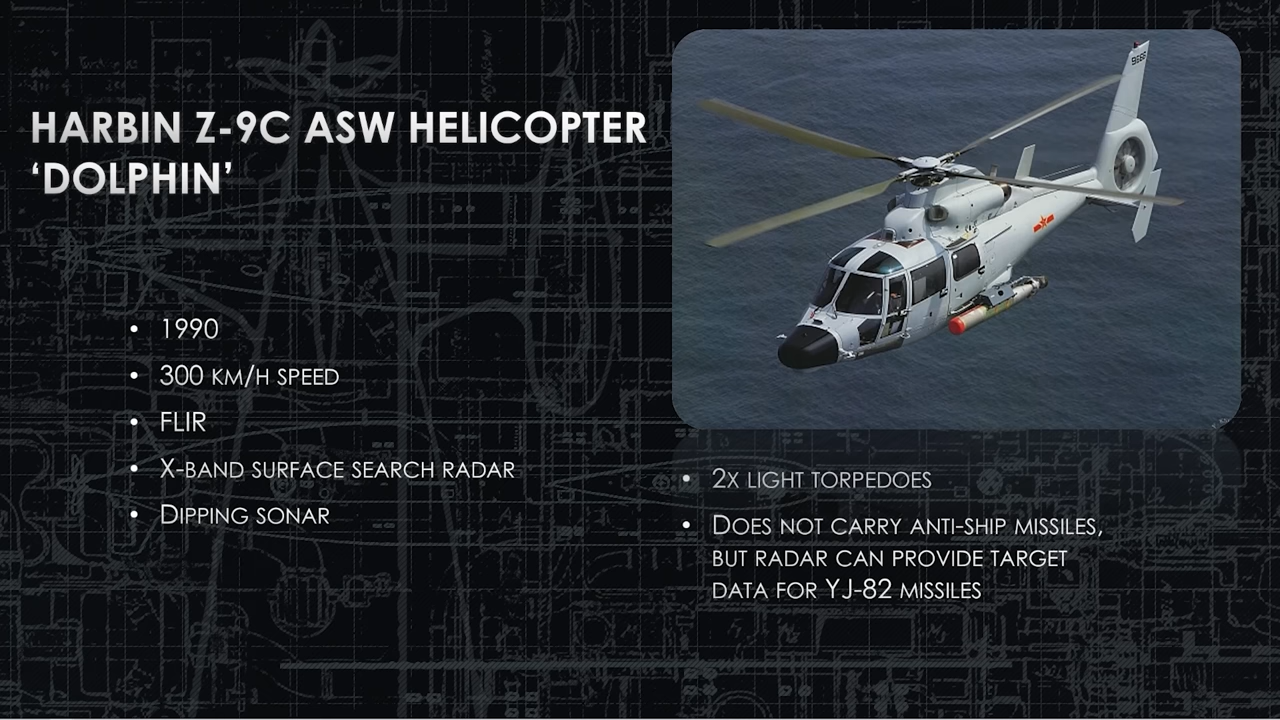 HARBIN Z-9C ASW HELICOPTER
‘DOLPHIN’
• 1990
• 300 KM/H SPEED
• FLIR
• X-BAND SURFACE SEARCH RADAR
• DIPPING SONAR
• 2X LIGHT TORPEDOES
• DOES NOT CARRY ANTI-SHIP MISSILES,
BUT RADAR CAN PROVIDE TARGET
DATA FOR YJ-82 MISSILES